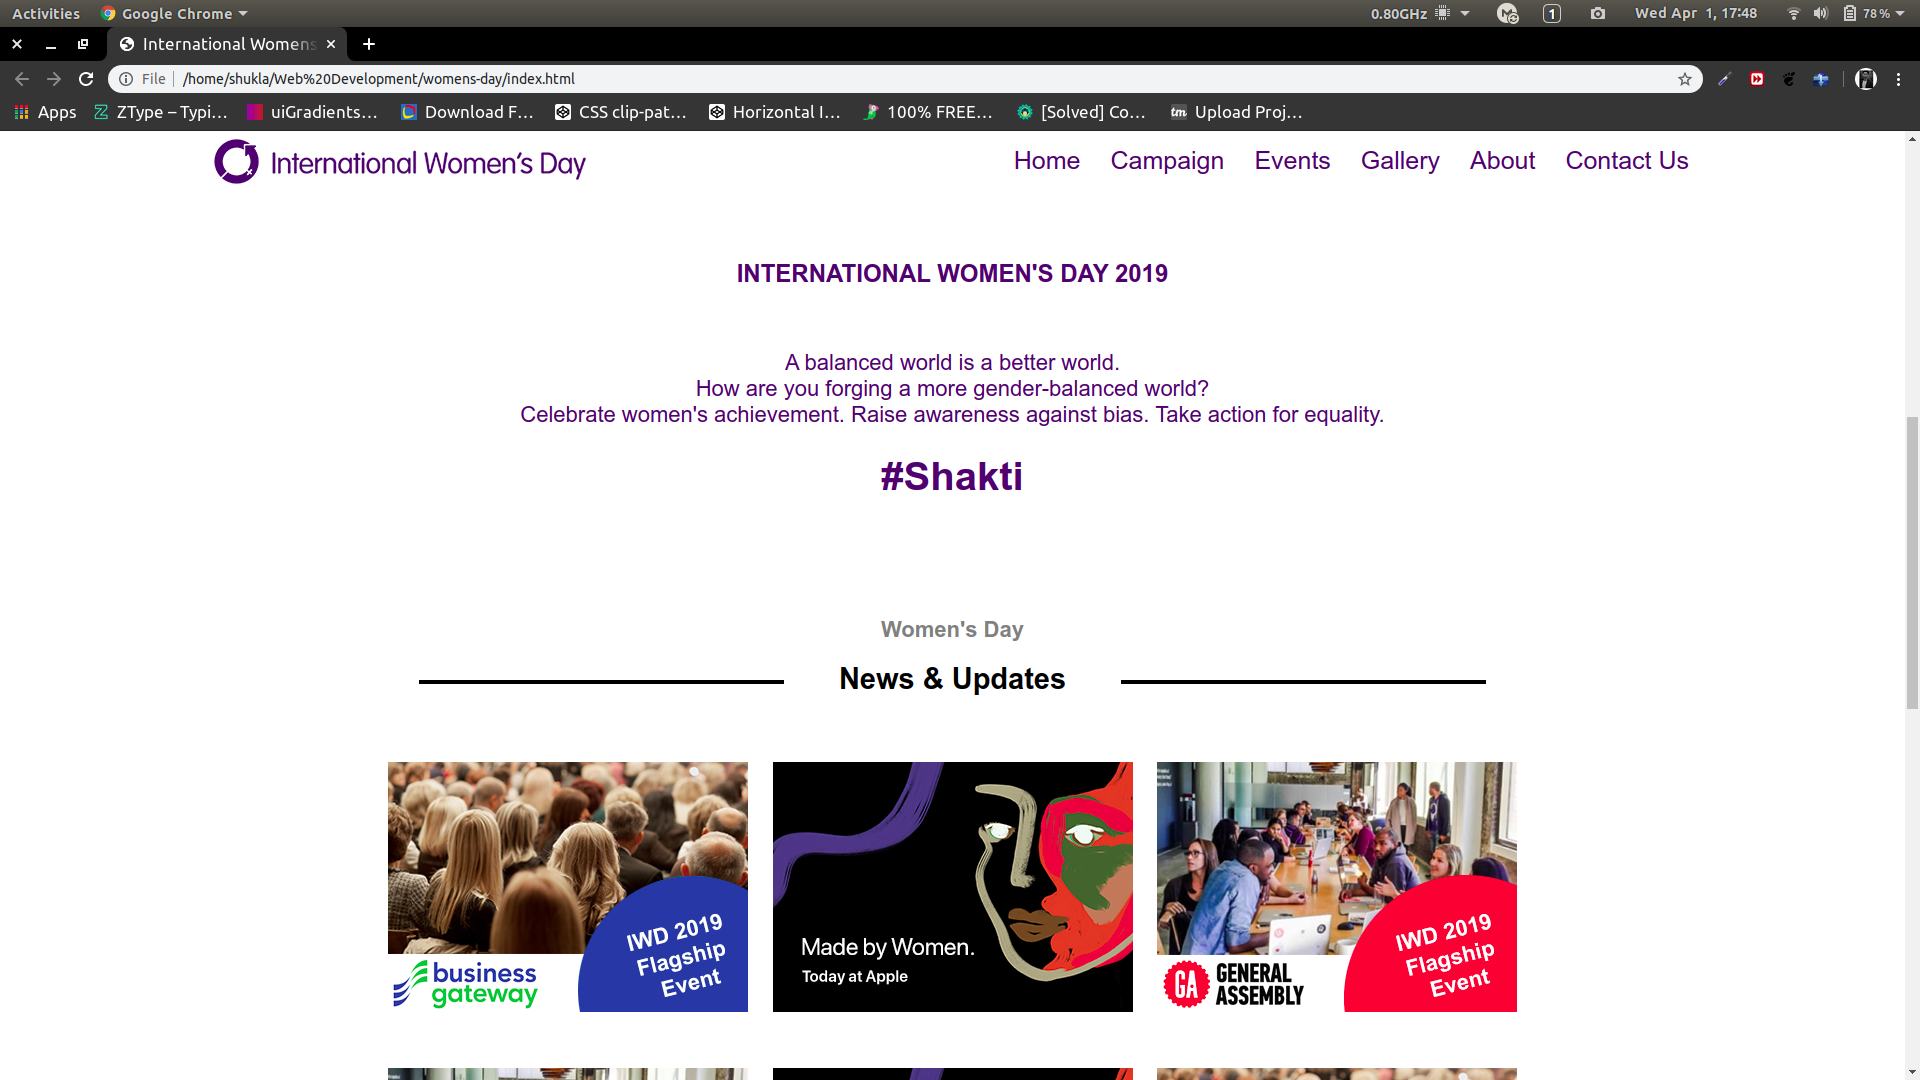 Activities Google Chrome 0.80GHz 1 Wed Apr 1, 17:48 78%
International Womens
File /home/shukla/Web%20Development/womens-day/index.html
Apps ZType – Typi... uiGradients... Download F... CSS clip-pat... Horizontal I... 100% FREE... [Solved] Co... tm Upload Proj...
International Women's Day Home Campaign Events Gallery About Contact Us
INTERNATIONAL WOMEN'S DAY 2019
A balanced world is a better world.
How are you forging a more gender-balanced world?
Celebrate women's achievement. Raise awareness against bias. Take action for equality.
#Shakti
Women's Day
News & Updates
IWD 2019
Flagship
Event
business
gateway
Made by Women.
Today at Apple
IWD 2019
Flagship
Event
GA GENERAL
ASSEMBLY